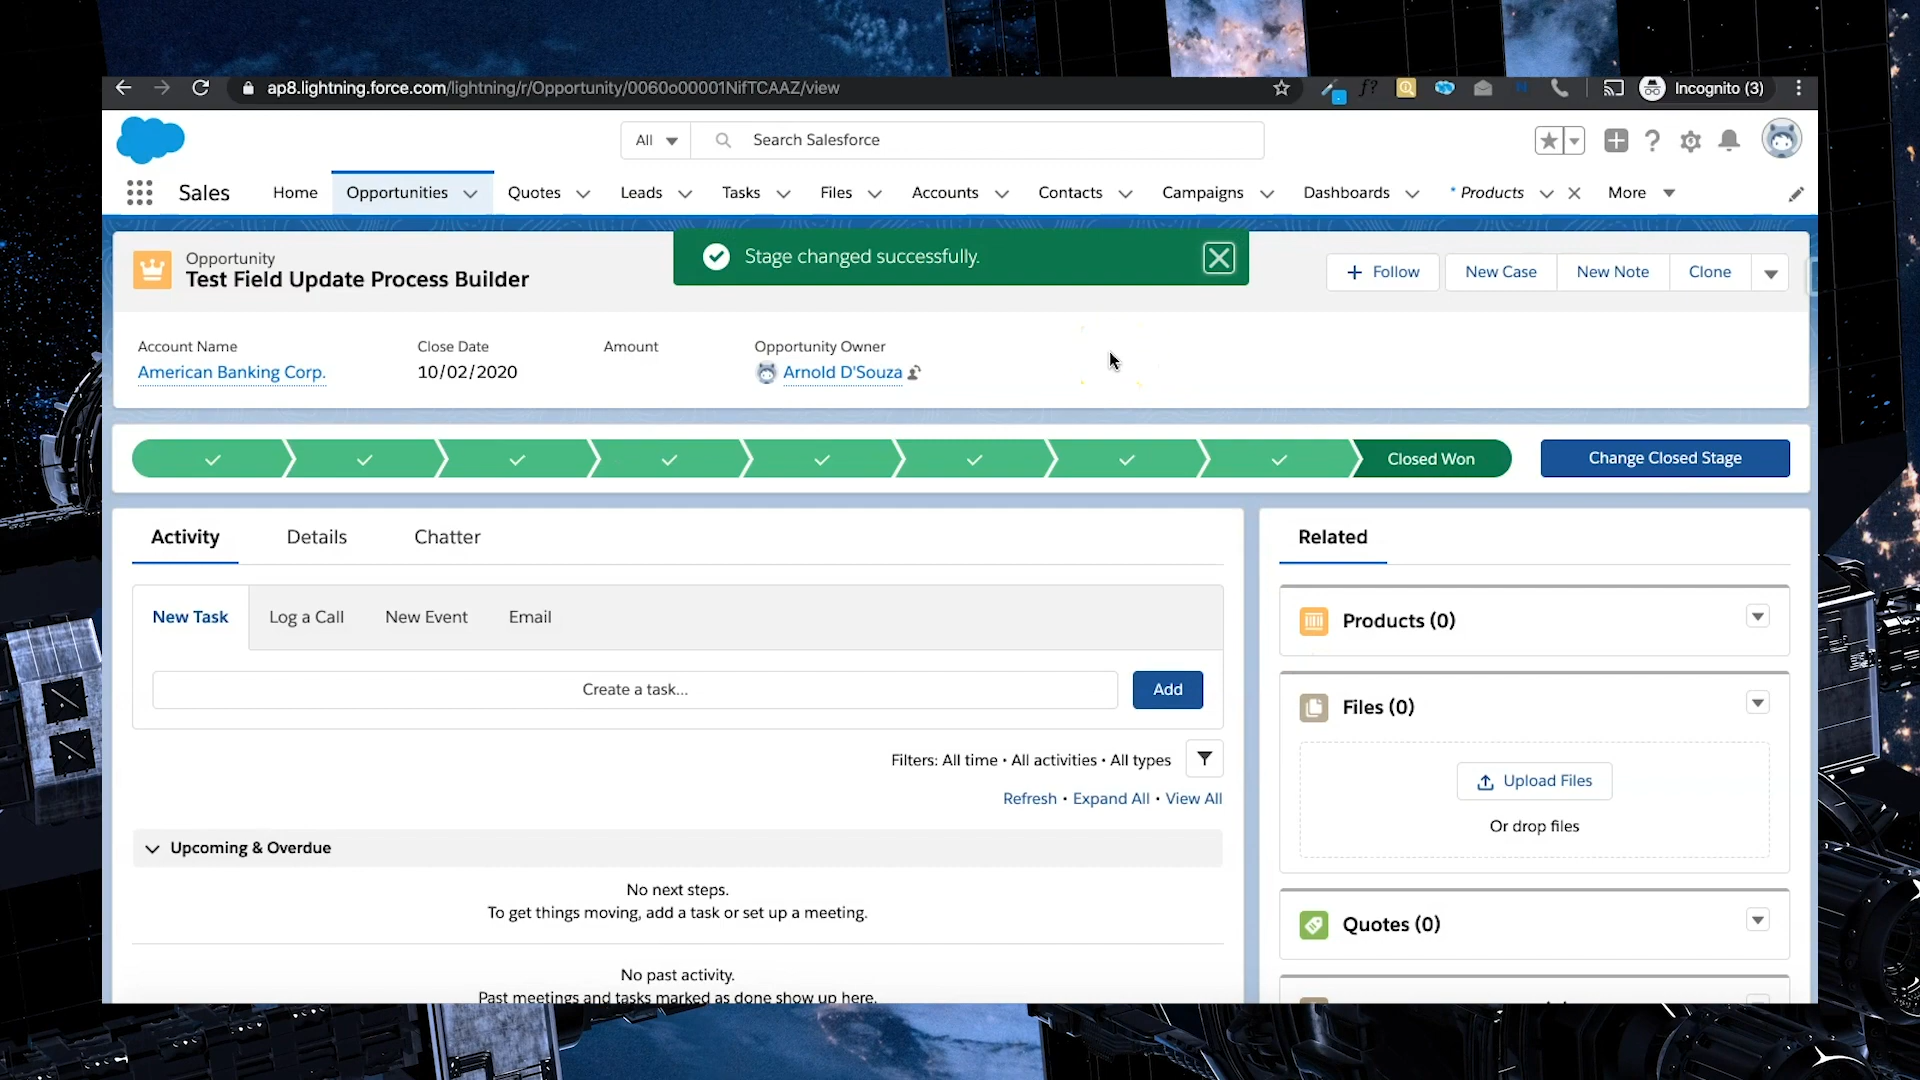 ap8.lightning.force.com/lightning/r/Opportunity/0060o00001NifTCAAZ/view
Incognito (3)
All
Search Salesforce
Sales
Home
Opportunities
Quotes
Leads
Tasks
Files
Accounts
Contacts
Campaigns
Dashboards
* Products
More
Opportunity
Test Field Update Process Builder
Stage changed successfully.
+ Follow
New Case
New Note
Clone
Account Name
American Banking Corp.
Close Date
10/02/2020
Amount
Opportunity Owner
Arnold D'Souza
Closed Won
Change Closed Stage
Activity
Details
Chatter
New Task
Log a Call
New Event
Email
Create a task...
Add
Filters: All time • All activities • All types
Refresh • Expand All • View All
Upcoming & Overdue
No next steps.
To get things moving, add a task or set up a meeting.
No past activity.
Past meetings and tasks marked as done show up here.
Related
Products (0)
Files (0)
Upload Files
Or drop files
Quotes (0)